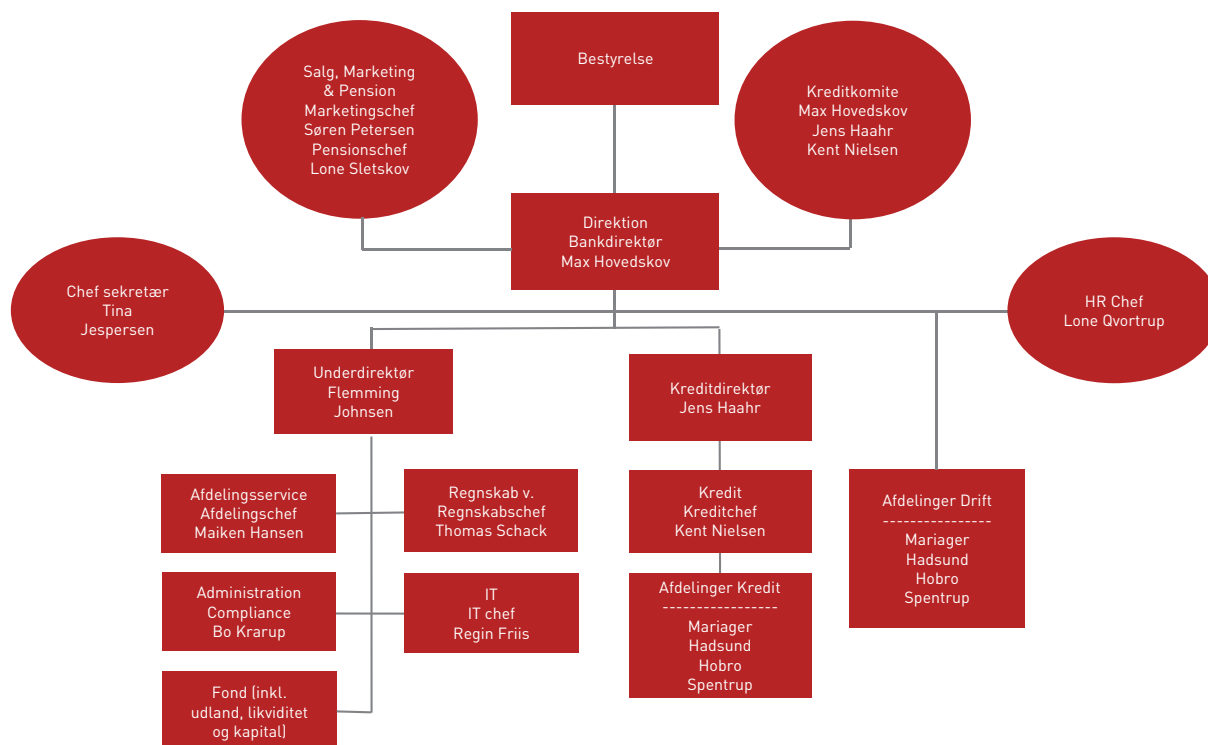 Bestyrelse
Salg, Marketing
& Pension
Marketingschef
Søren Petersen
Pensionschef
Lone Sletskov
Kreditkomite
Max Hovedskov
Jens Haahr
Kent Nielsen
Direktion
Bankdirektør
Max Hovedskov
Chef sekretær
Tina
Jespersen
HR Chef
Lone Qvortrup
Underdirektør
Flemming
Johnsen
Kreditdirektør
Jens Haahr
Afdelingsservice
Afdelingschef
Maiken Hansen
Regnskab v.
Regnskabschef
Thomas Schack
Kredit
Kreditchef
Kent Nielsen
Afdelinger Drift
----------------
Mariager
Hadsund
Hobro
Spentrup
Administration
Compliance
Bo Krarup
IT
IT chef
Regin Friis
Afdelinger Kredit
-----------------
Mariager
Hadsund
Hobro
Spentrup
Fond (inkl.
udland, likviditet
og kapital)